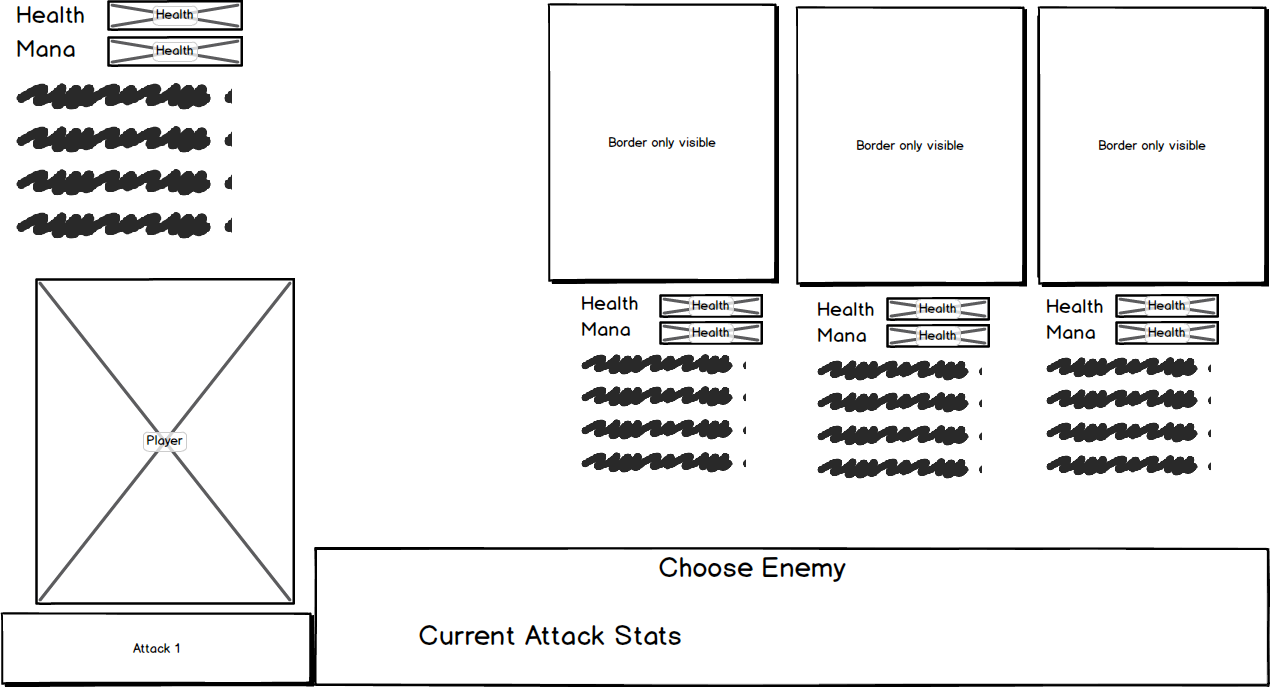 Health
Health
Mana
Health
Border only visible
Border only visible
Border only visible
Health
Health
Mana
Health
Health
Health
Mana
Health
Health
Health
Mana
Health
Player
Attack 1
Choose Enemy
Current Attack Stats